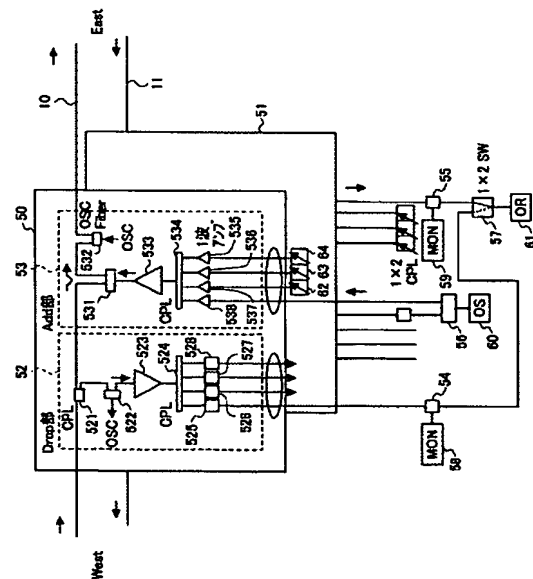 West
East
10
11
50
51
52
53
Drop部
Add部
CPL
521
522
OSC
523
CPL
524
525
526
527
528
OSC
Fiber
OSC
531
532
533
CPL
534
1波
アンプ
535
536
537
538
62
63
64
1×2
CPL
54
55
56
1×2 SW
57
MON
58
MON
59
OS
60
OR
61